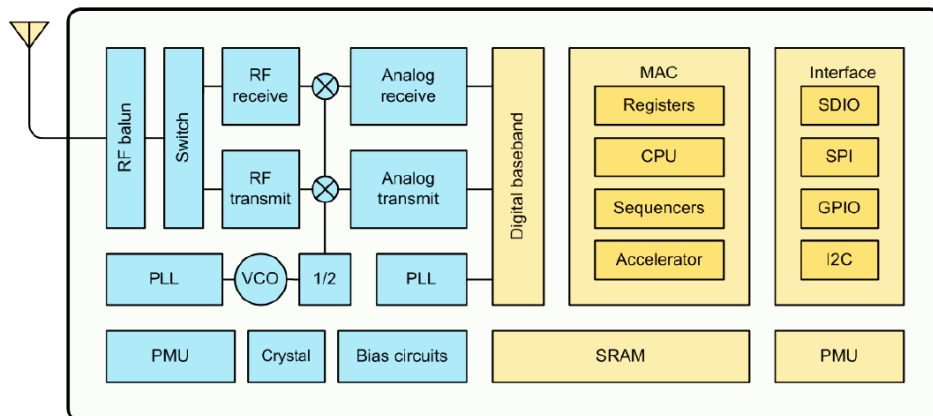 RF balun
Switch
RF
receive
Analog
receive
RF
transmit
Analog
transmit
PLL
VCO
1/2
PLL
Digital baseband
MAC
Registers
CPU
Sequencers
Accelerator
Interface
SDIO
SPI
GPIO
I2C
PMU
Crystal
Bias circuits
SRAM
PMU